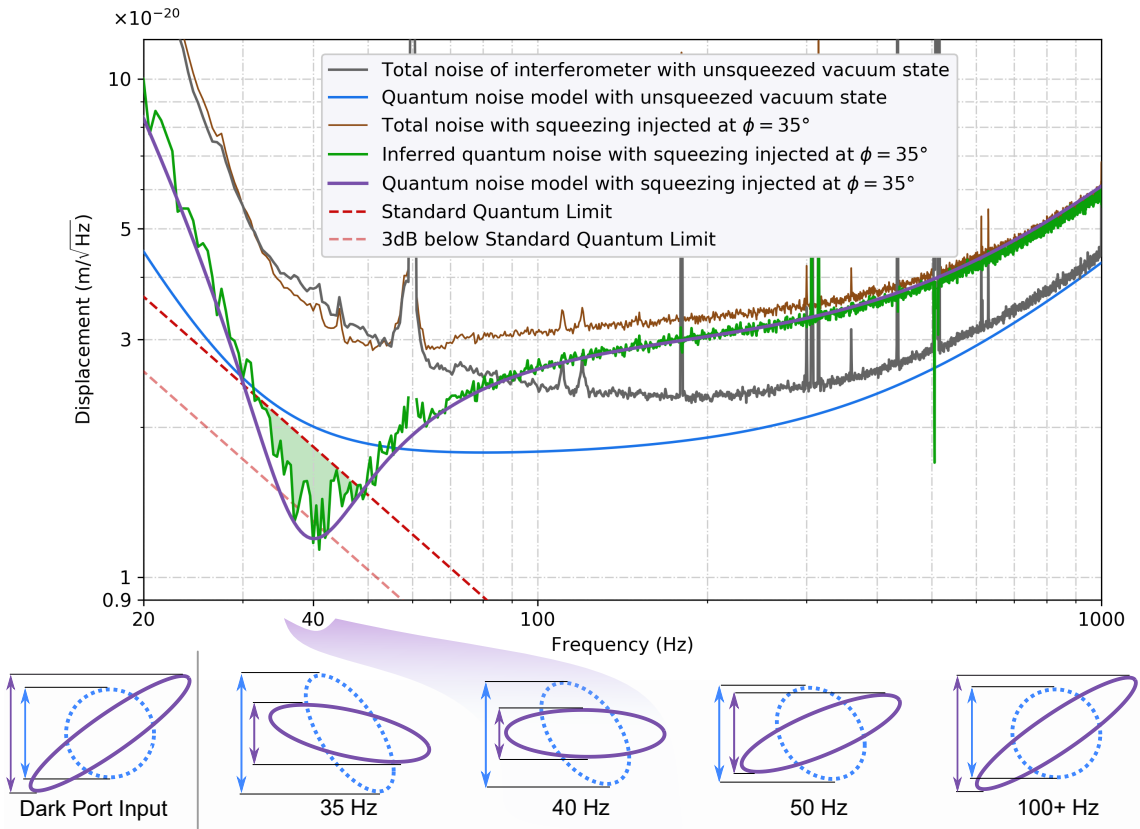 ×10⁻²⁰
Total noise of interferometer with unsqueezed vacuum state
Quantum noise model with unsqueezed vacuum state
Total noise with squeezing injected at ϕ = 35°
Inferred quantum noise with squeezing injected at ϕ = 35°
Quantum noise model with squeezing injected at ϕ = 35°
Standard Quantum Limit
3dB below Standard Quantum Limit
Displacement (m/√Hz)
10
5
3
1
0.9
20 40 100 1000
Frequency (Hz)
Dark Port Input 35 Hz 40 Hz 50 Hz 100+ Hz